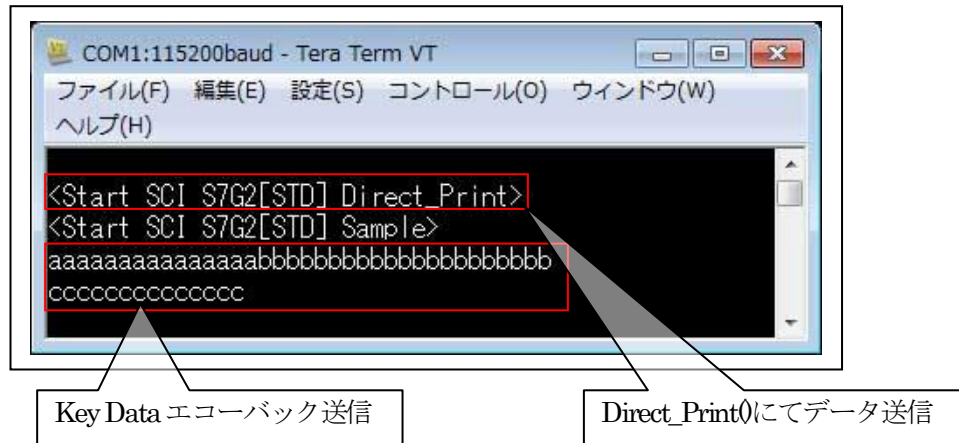 COM1:115200baud - Tera Term VT
ファイル(F) 編集(E) 設定(S) コントロール(O) ウィンドウ(W)
ヘルプ(H)
<Start SCI S7G2[STD] Direct_Print>
<Start SCI S7G2[STD] Sample>
aaaaaaaaaaaaaaabbbbbbbbbbbbbbbbbbbbb
cccccccccccccc
Key Data エコーバック送信
Direct_Print()にてデータ送信